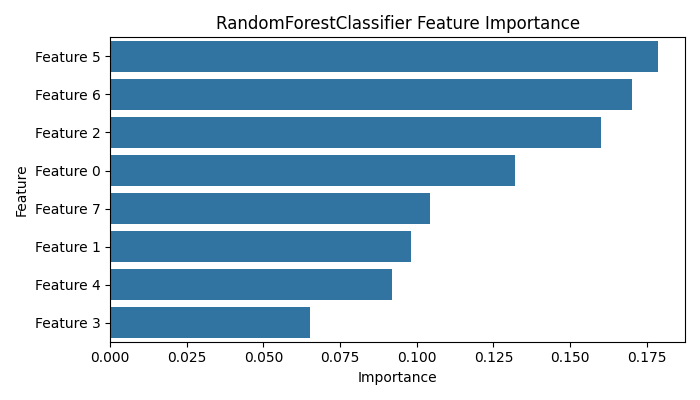 RandomForestClassifier Feature Importance
Feature 5
Feature 6
Feature 2
Feature 0
Feature 7
Feature 1
Feature 4
Feature 3
Feature
0.000 0.025 0.050 0.075 0.100 0.125 0.150 0.175
Importance